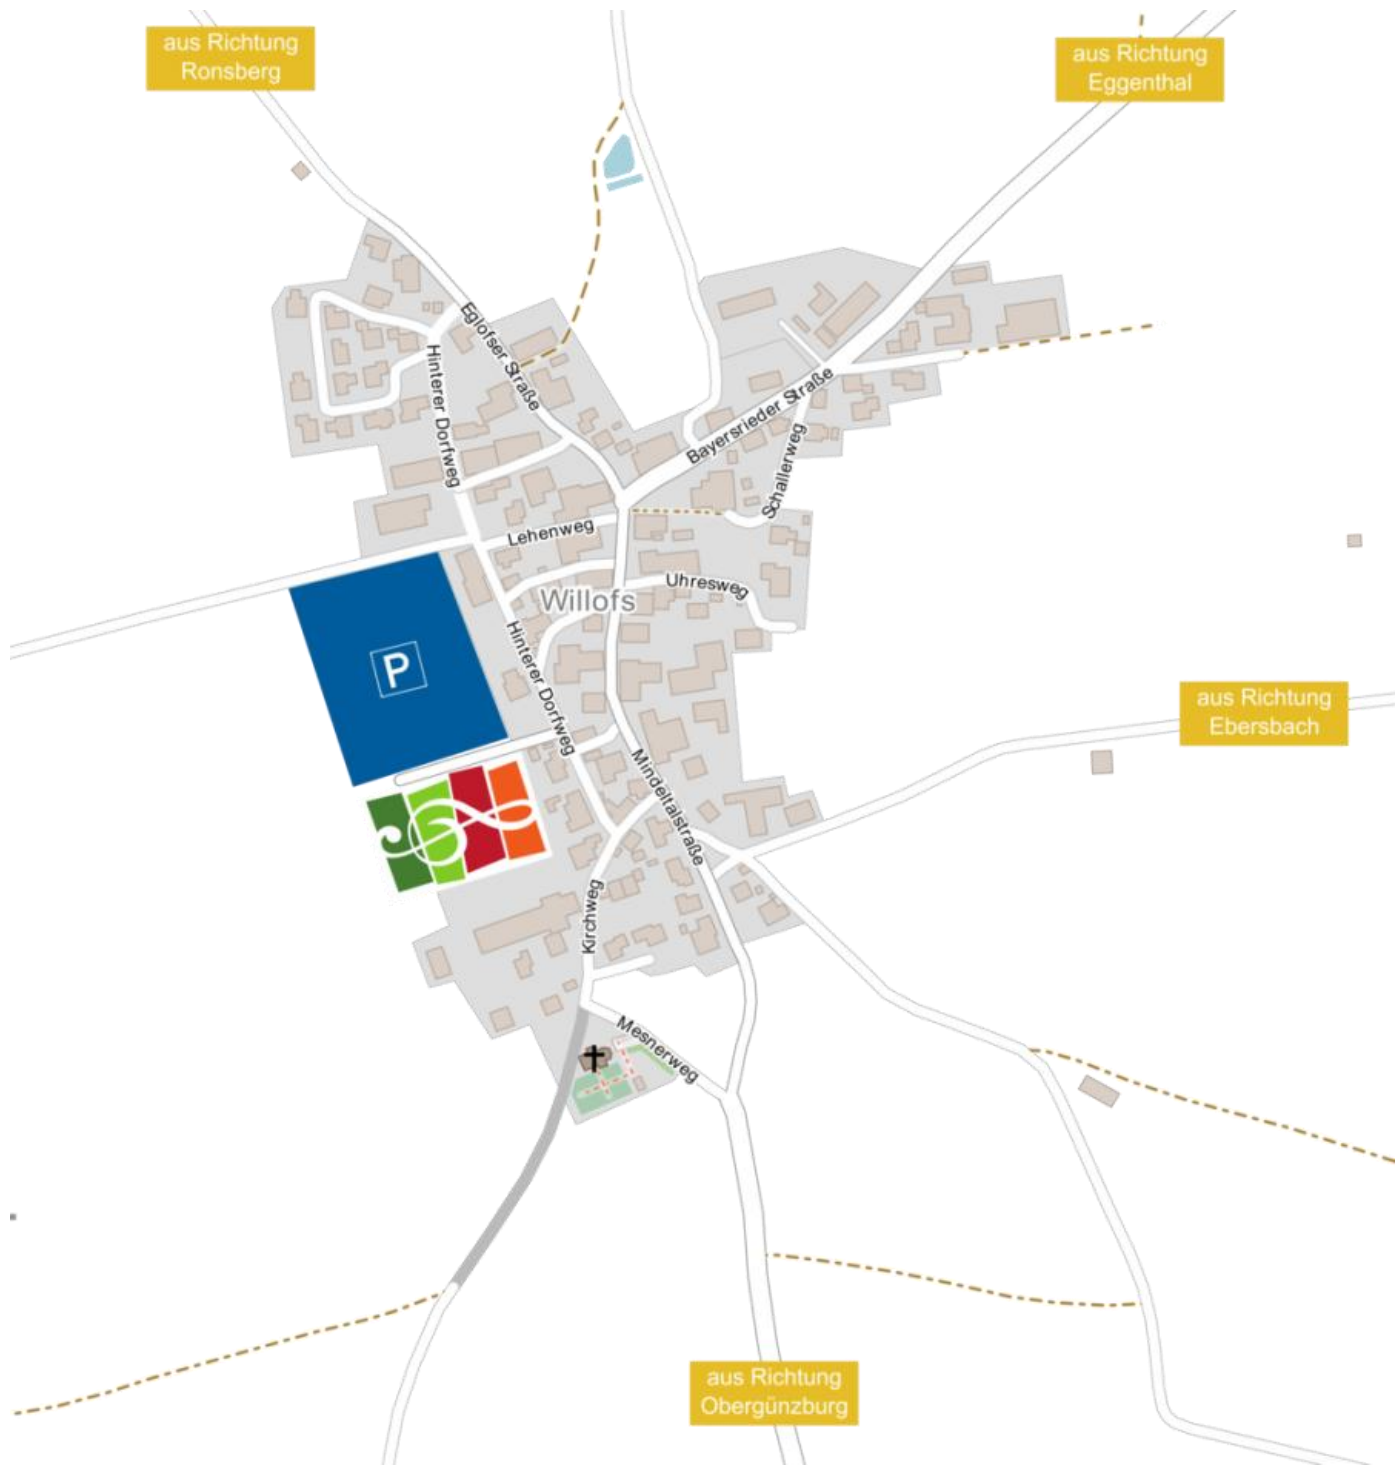 aus Richtung
Ronsberg
aus Richtung
Eggenthal
Eglofser Straße
Hinterer Dorfweg
Bayersrieder Straße
Schallerweg
Lehenweg
Uhresweg
Willofs
P
Hinterer Dorfweg
aus Richtung
Ebersbach
Mindeltalstraße
Kirchweg
Mesnerweg
aus Richtung
Obergünzburg